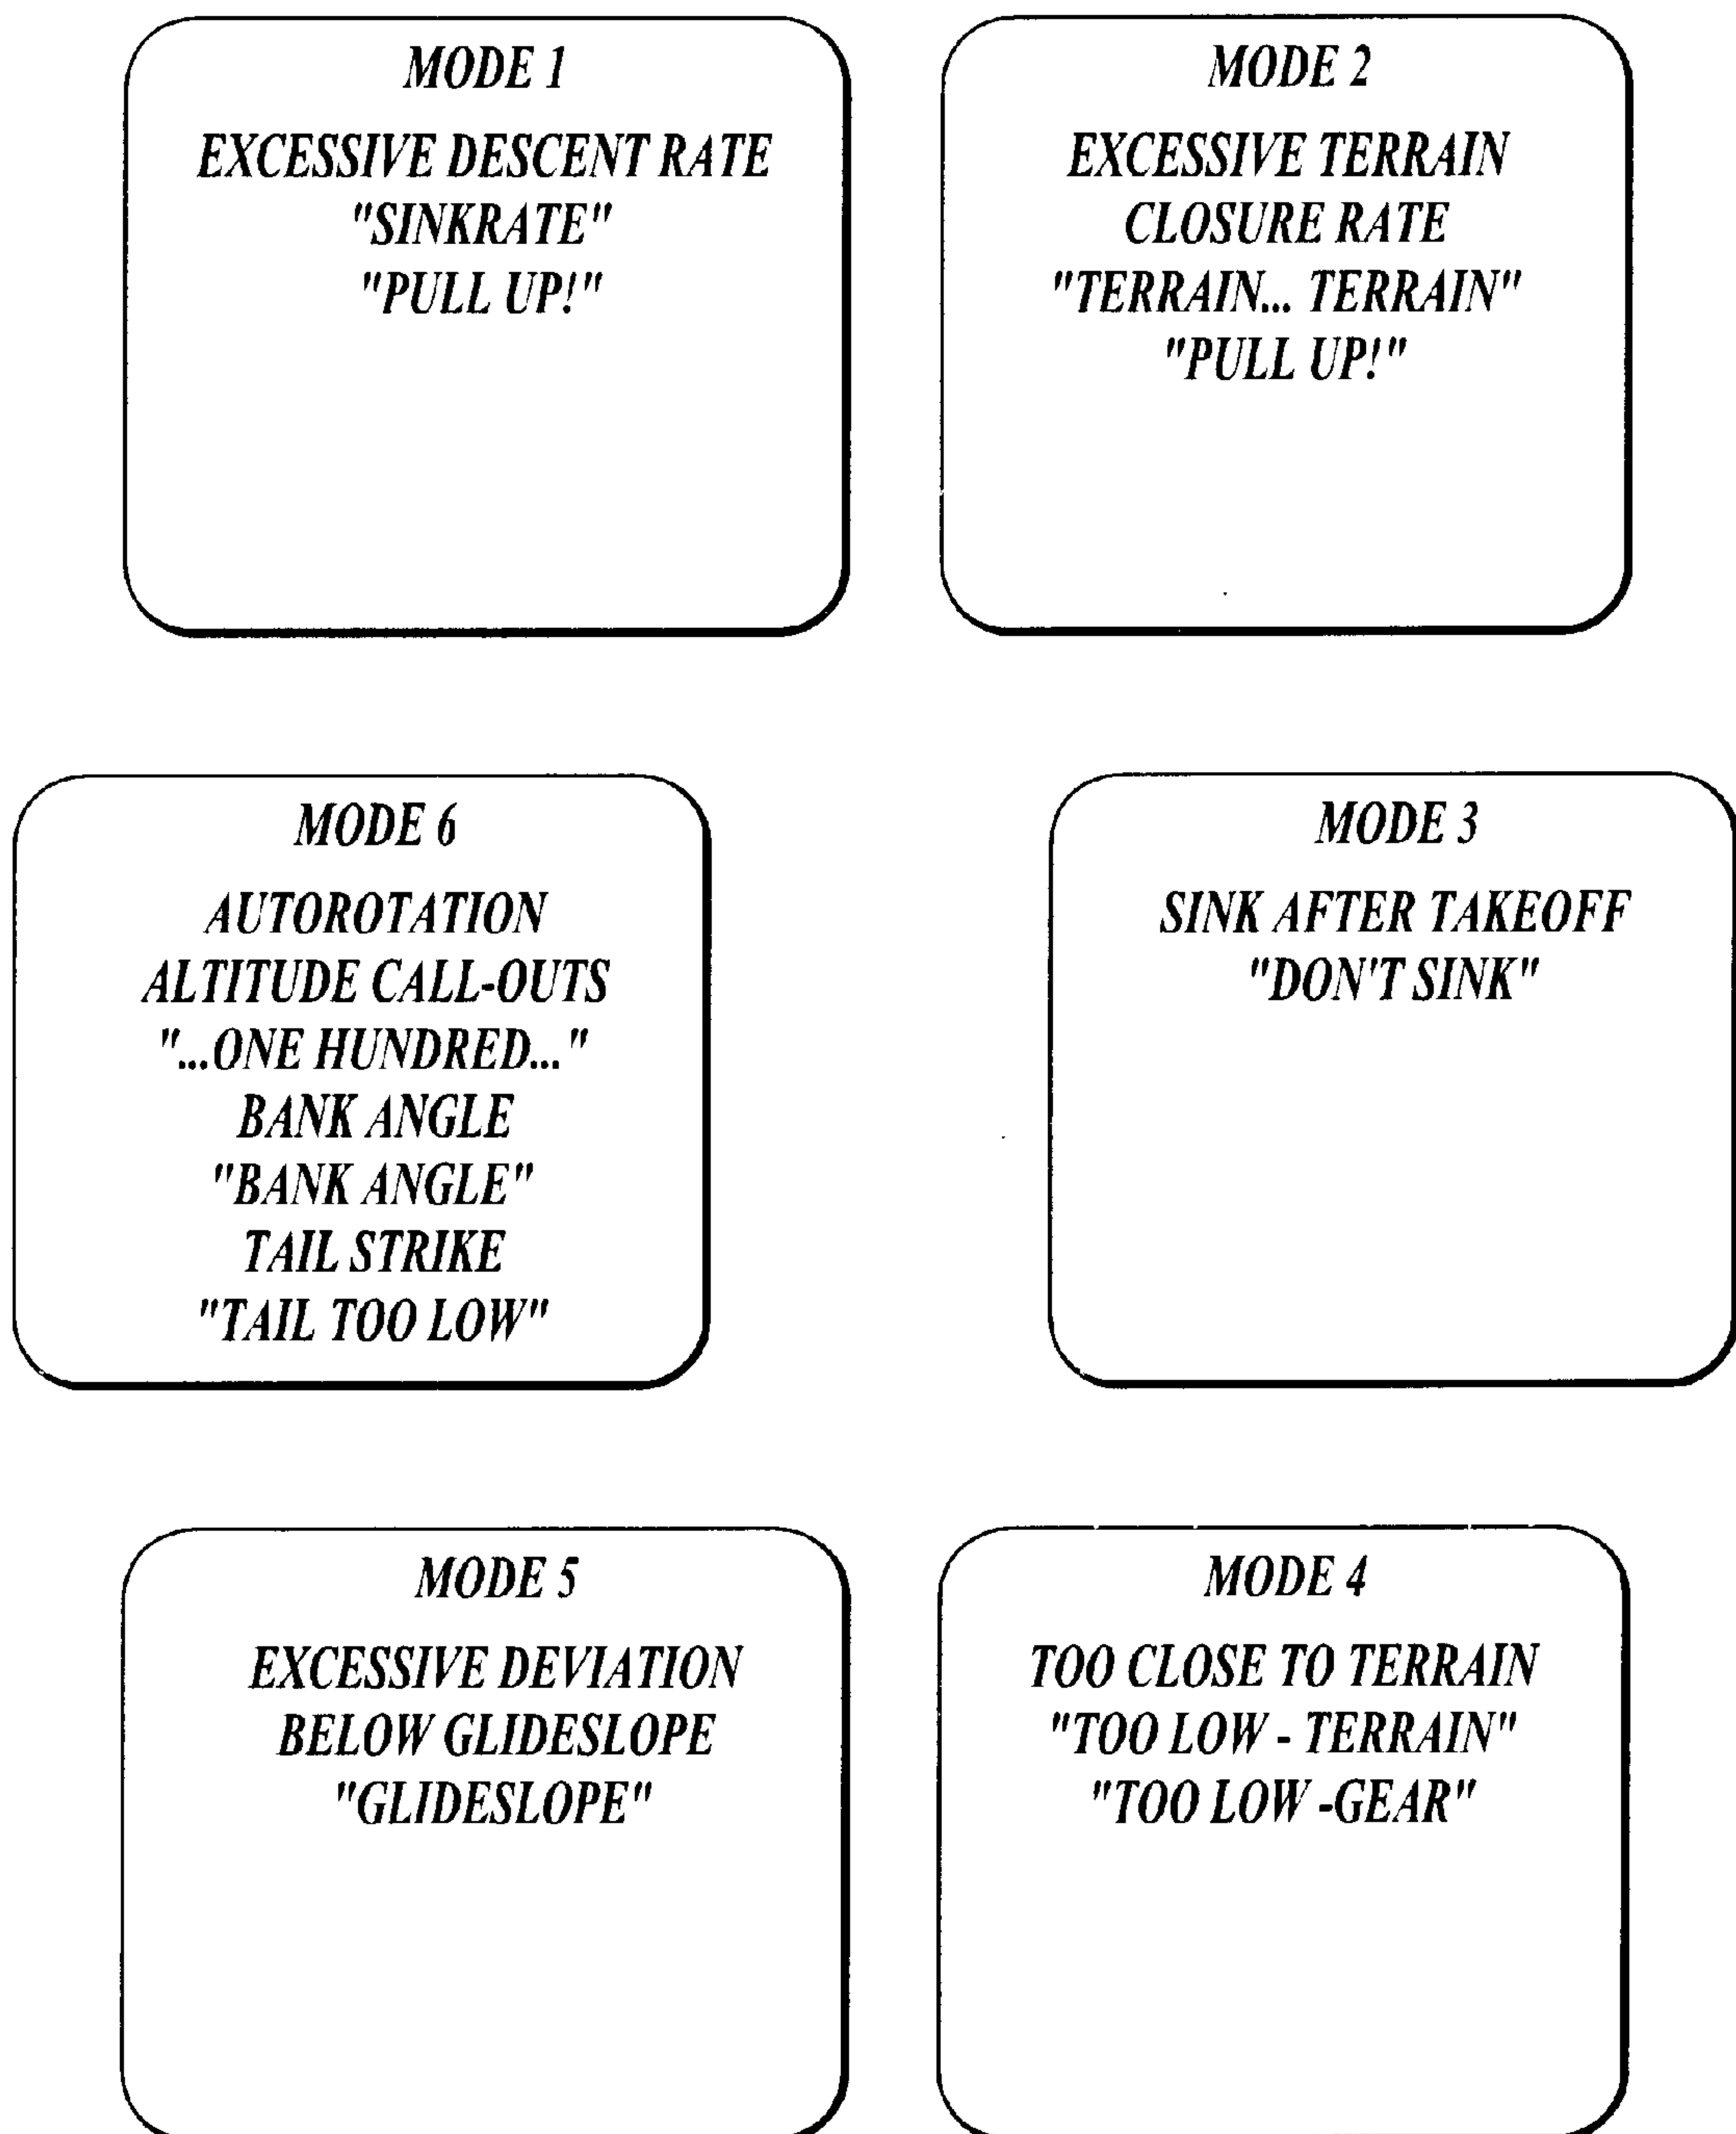 MODE 1
EXCESSIVE DESCENT RATE
"SINKRATE"
"PULL UP!"
MODE 2
EXCESSIVE TERRAIN
CLOSURE RATE
"TERRAIN... TERRAIN"
"PULL UP!"
MODE 6
AUTOROTATION
ALTITUDE CALL-OUTS
"...ONE HUNDRED..."
BANK ANGLE
"BANK ANGLE"
TAIL STRIKE
"TAIL TOO LOW"
MODE 3
SINK AFTER TAKEOFF
"DON'T SINK"
MODE 5
EXCESSIVE DEVIATION
BELOW GLIDESLOPE
"GLIDESLOPE"
MODE 4
TOO CLOSE TO TERRAIN
"TOO LOW - TERRAIN"
"TOO LOW -GEAR"